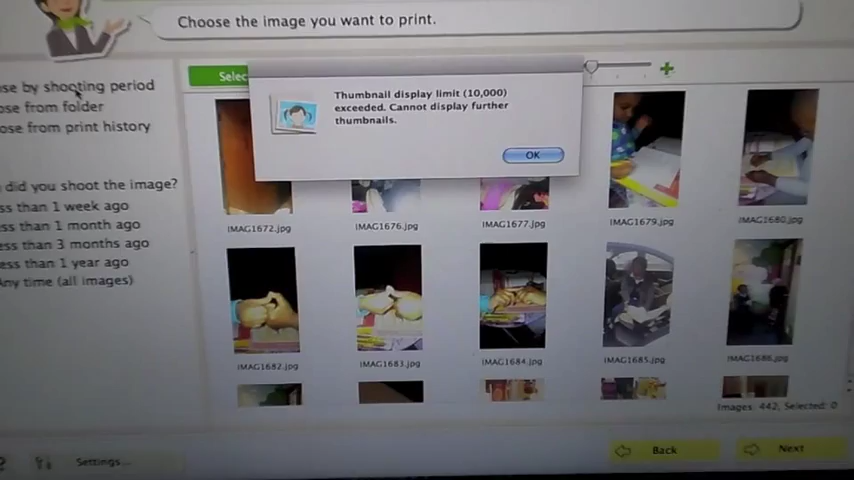 Choose the image you want to print.
se by shooting period
ose from folder
ose from print history
did you shoot the image?
ss than 1 week ago
ess than 1 month ago
ess than 3 months ago
ess than 1 year ago
Any time (all images)
Selec
Thumbnail display limit (10,000)
exceeded. Cannot display further
thumbnails.
OK
IMAG1672.jpg
IMAG1676.jpg
IMAG1677.jpg
IMAG1679.jpg
IMAG1680.jpg
IMAG1682.jpg
IMAG1683.jpg
IMAG1684.jpg
IMAG1685.jpg
IMAG1686.jpg
Images: 442, Selected: 0
?
Settings...
Back
Next